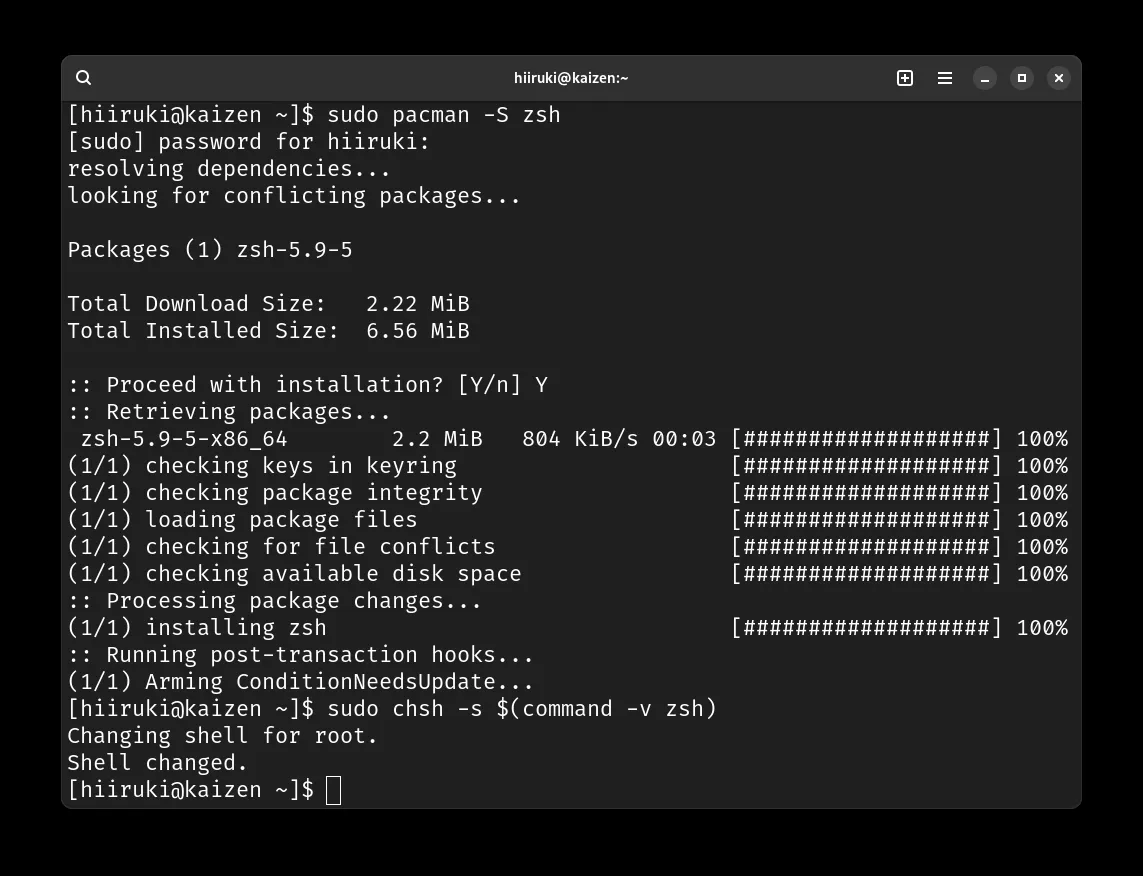 hiiruki@kaizen:~
[hiiruki@kaizen ~]$ sudo pacman -S zsh
[sudo] password for hiiruki:
resolving dependencies...
looking for conflicting packages...
Packages (1) zsh-5.9-5
Total Download Size:   2.22 MiB
Total Installed Size:  6.56 MiB
:: Proceed with installation? [Y/n] Y
:: Retrieving packages...
 zsh-5.9-5-x86_64        2.2 MiB   804 KiB/s 00:03 [###################] 100%
(1/1) checking keys in keyring                     [###################] 100%
(1/1) checking package integrity                   [###################] 100%
(1/1) loading package files                        [###################] 100%
(1/1) checking for file conflicts                  [###################] 100%
(1/1) checking available disk space                [###################] 100%
:: Processing package changes...
(1/1) installing zsh                               [###################] 100%
:: Running post-transaction hooks...
(1/1) Arming ConditionNeedsUpdate...
[hiiruki@kaizen ~]$ sudo chsh -s $(command -v zsh)
Changing shell for root.
Shell changed.
[hiiruki@kaizen ~]$